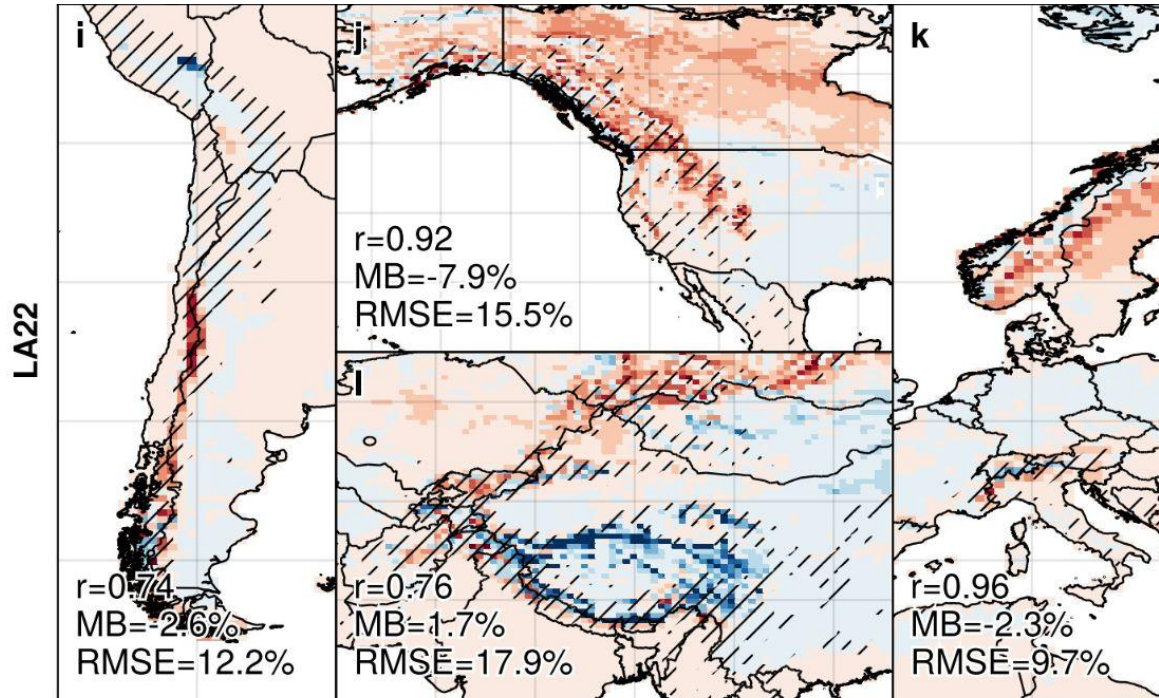 LA22
i
r=0.74
MB=-2.6%
RMSE=12.2%
j
r=0.92
MB=-7.9%
RMSE=15.5%
l
r=0.76
MB=1.7%
RMSE=17.9%
k
r=0.96
MB=-2.3%
RMSE=9.7%